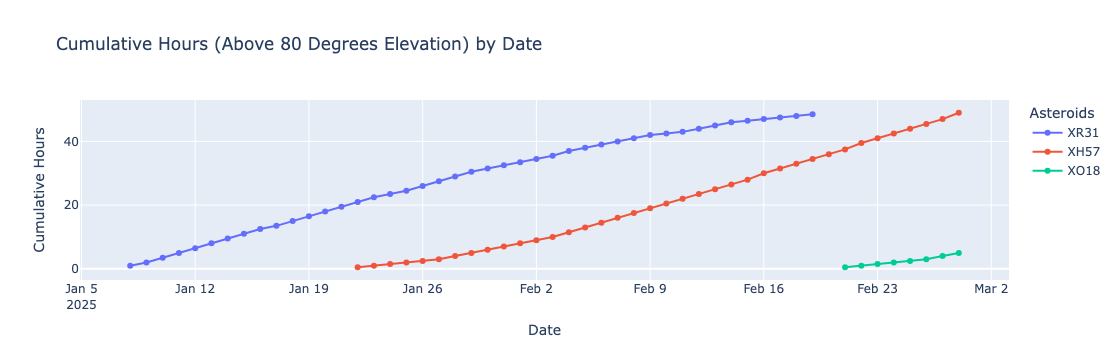 Cumulative Hours (Above 80 Degrees Elevation) by Date
Cumulative Hours
40
20
0
Jan 5
2025
Jan 12
Jan 19
Jan 26
Feb 2
Feb 9
Feb 16
Feb 23
Mar 2
Date
Asteroids
XR31
XH57
XO18